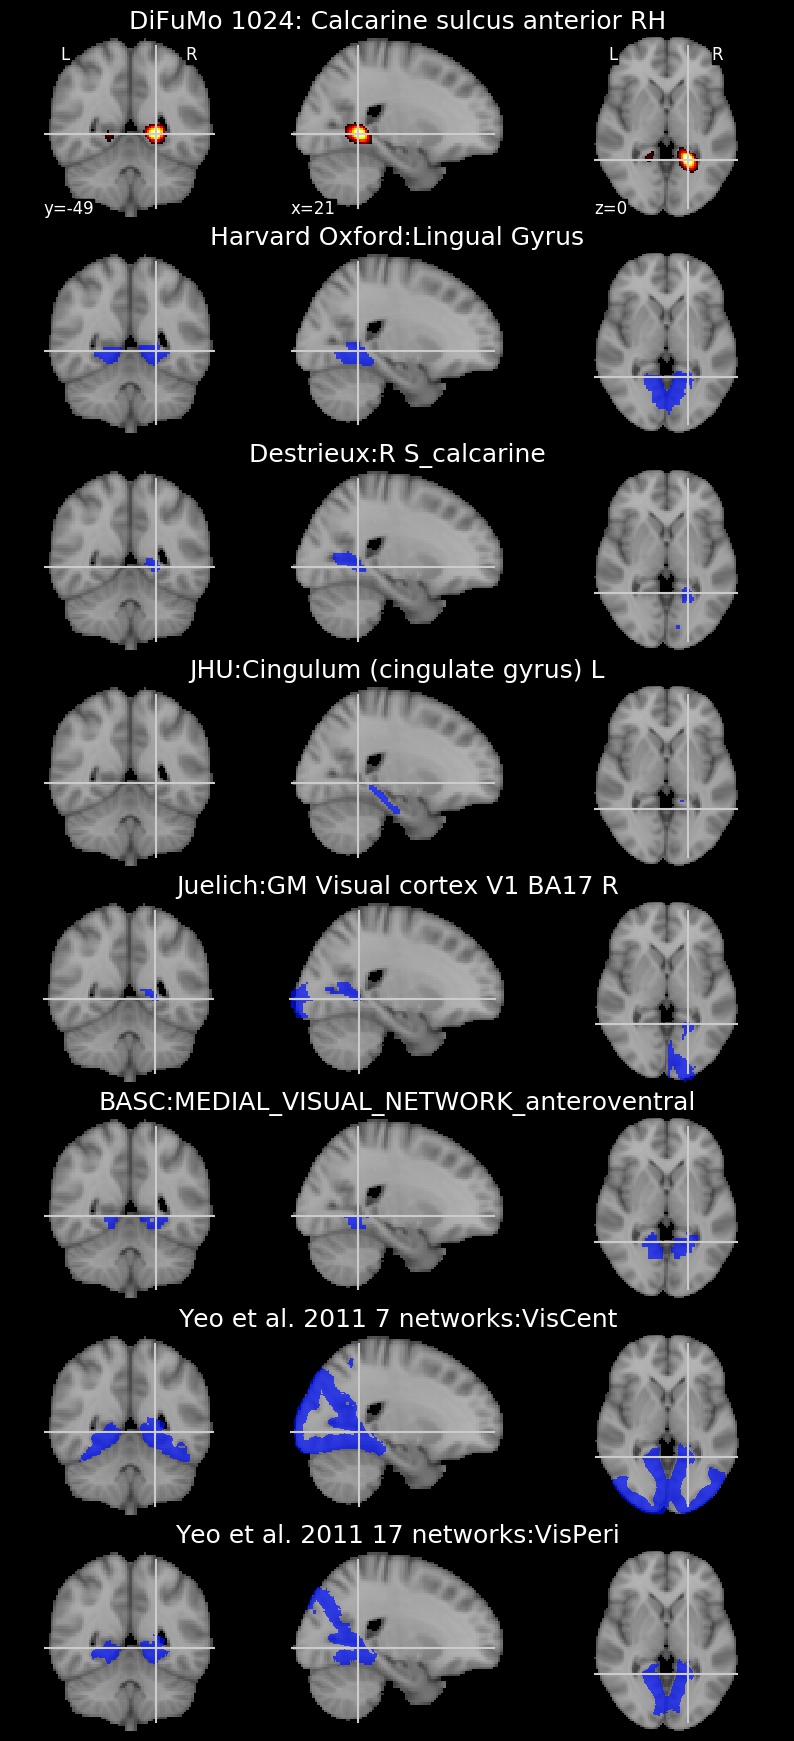 DiFuMo 1024: Calcarine sulcus anterior RH
L R L R
y=-49 x=21 z=0
Harvard Oxford:Lingual Gyrus
Destrieux:R S_calcarine
JHU:Cingulum (cingulate gyrus) L
Juelich:GM Visual cortex V1 BA17 R
BASC:MEDIAL_VISUAL_NETWORK_anteroventral
Yeo et al. 2011 7 networks:VisCent
Yeo et al. 2011 17 networks:VisPeri